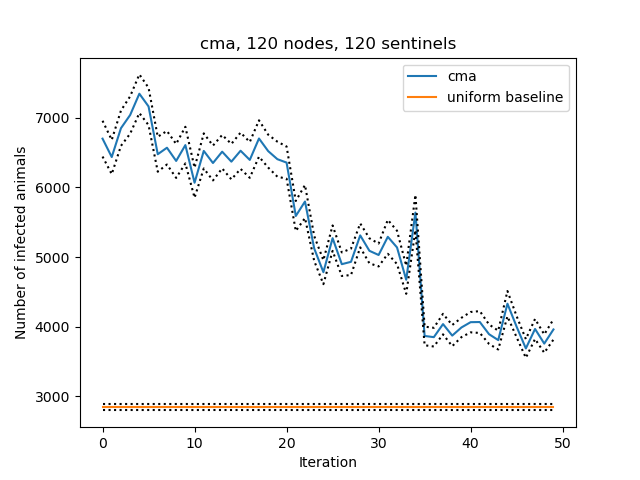 cma, 120 nodes, 120 sentinels
cma
uniform baseline
7000
6000
5000
4000
3000
Number of infected animals
0 10 20 30 40 50
Iteration